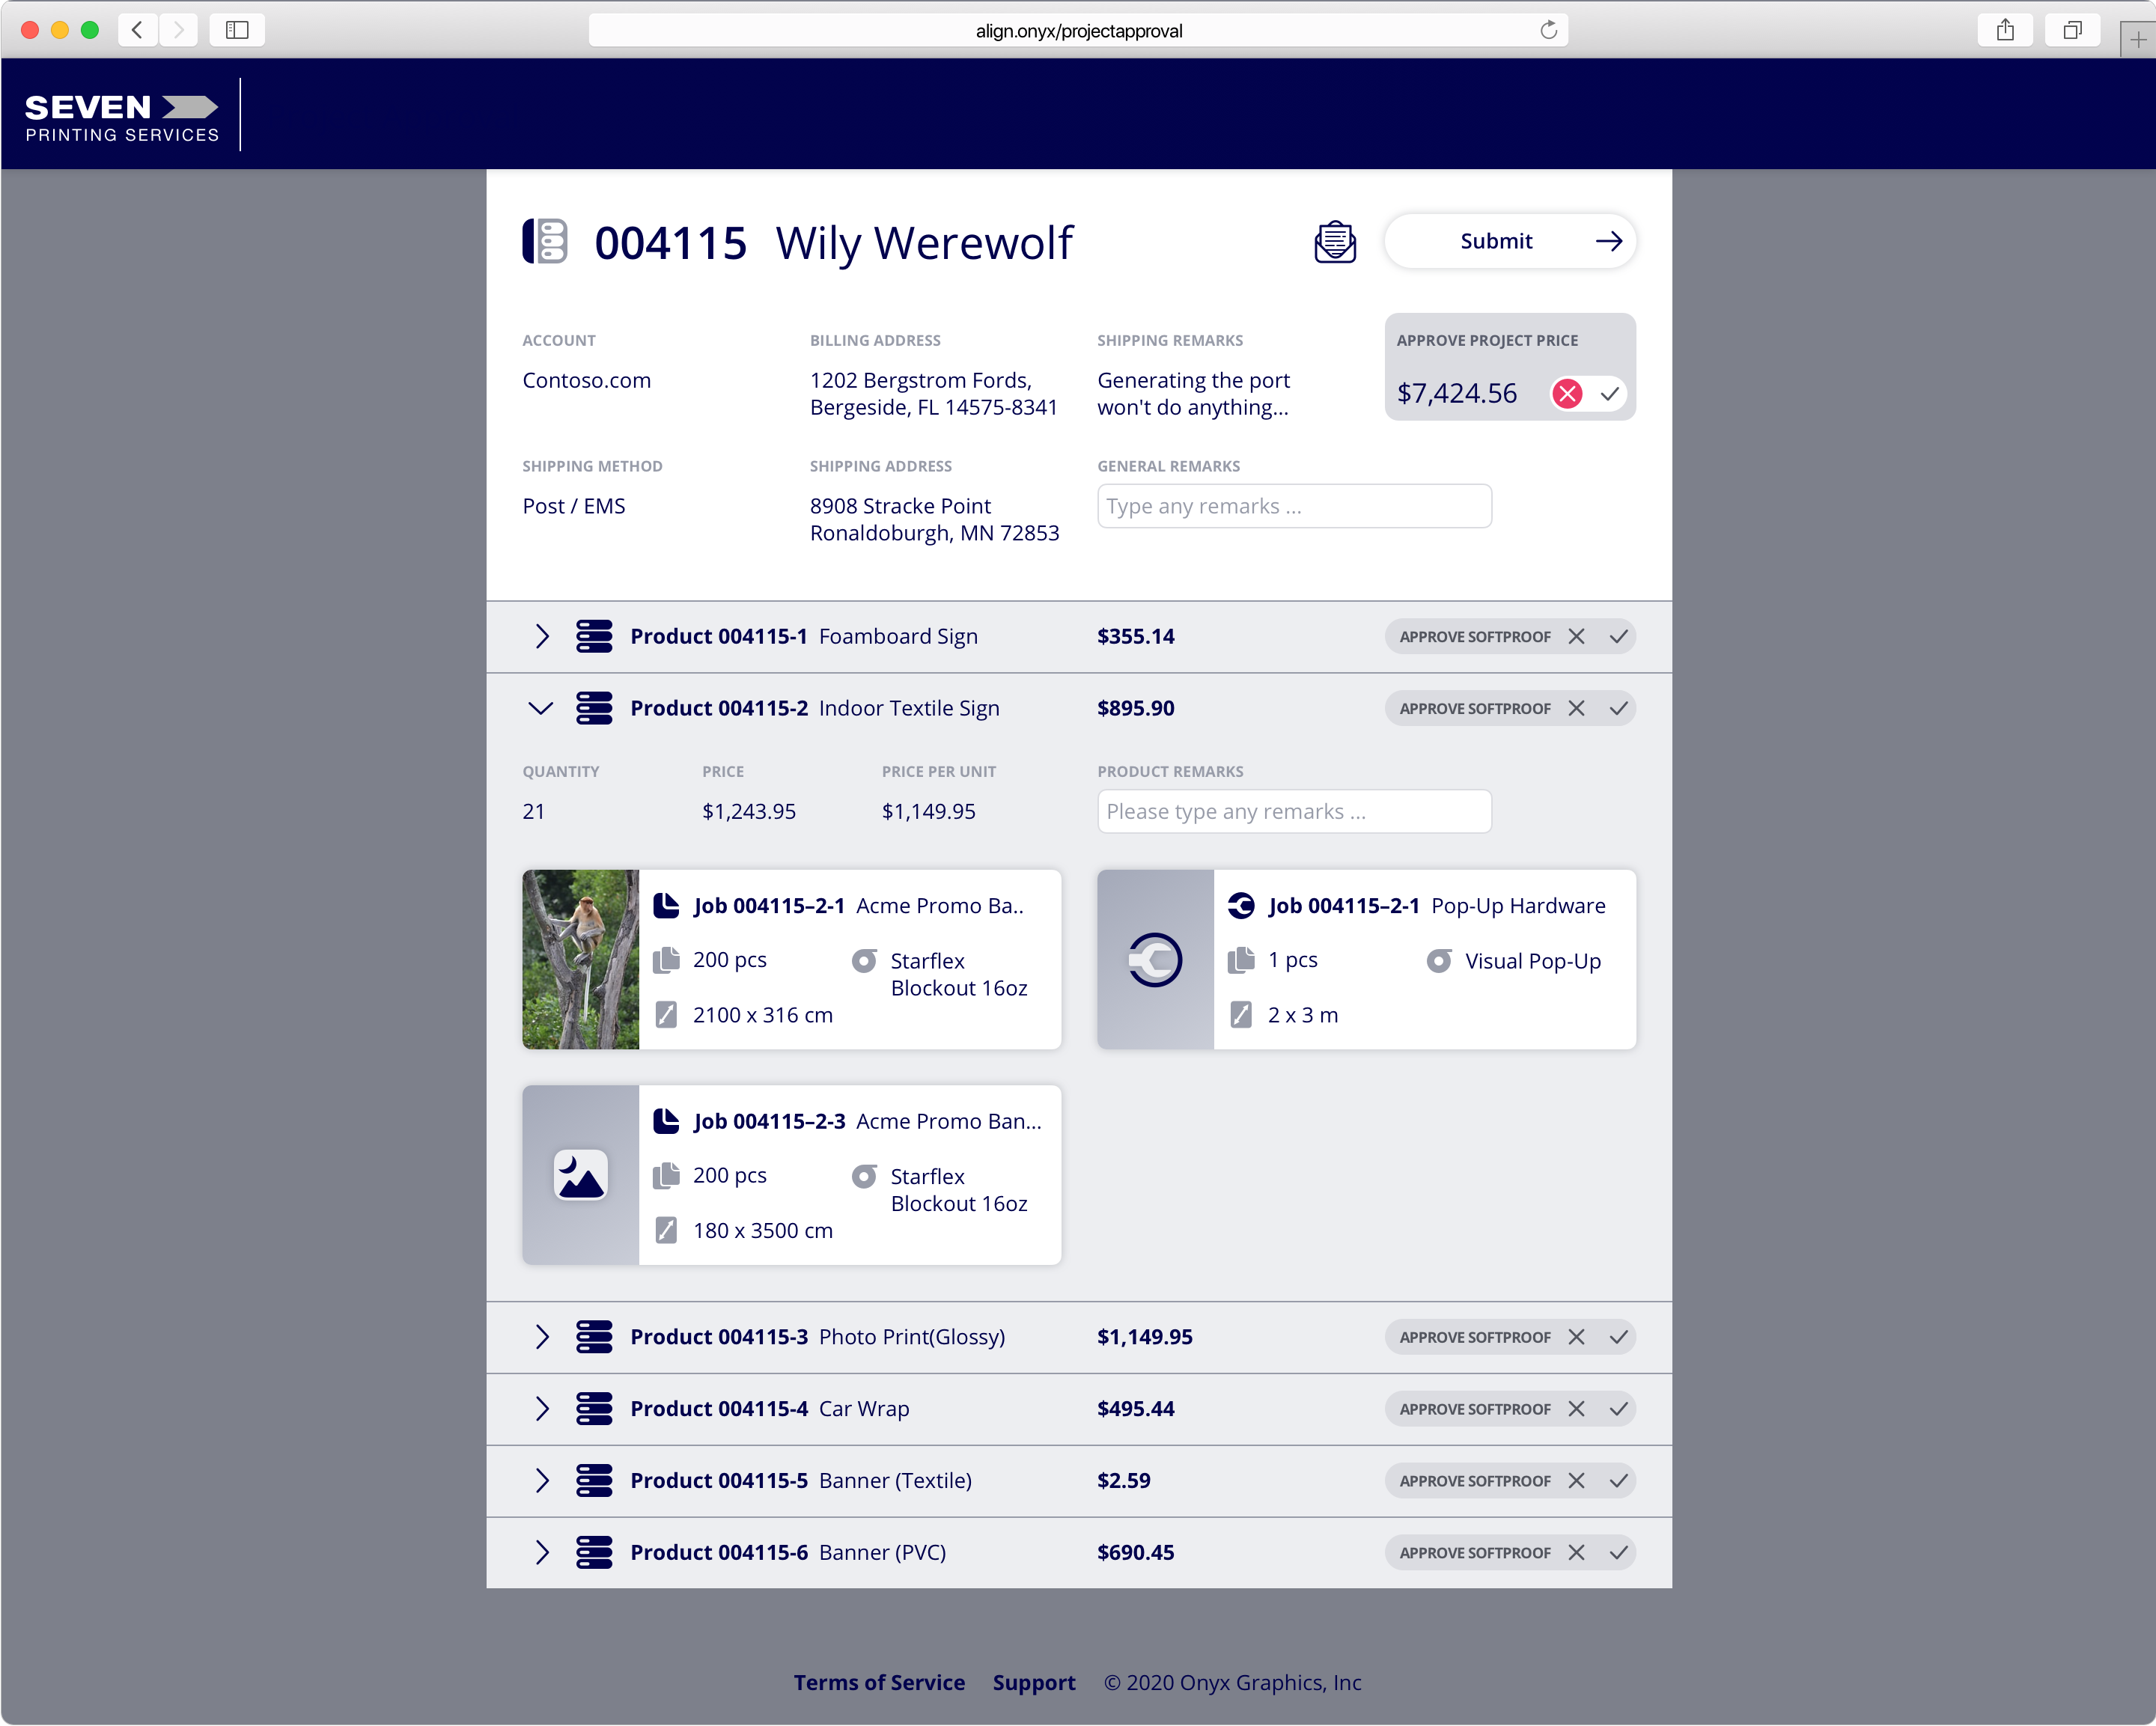 align.onyx/projectapproval
SEVEN
PRINTING SERVICES
004115 Wily Werewolf
Submit
ACCOUNT
Contoso.com
BILLING ADDRESS
1202 Bergstrom Fords,
Bergeside, FL 14575-8341
SHIPPING REMARKS
Generating the port
won't do anything...
APPROVE PROJECT PRICE
$7,424.56
SHIPPING METHOD
Post / EMS
SHIPPING ADDRESS
8908 Stracke Point
Ronaldoburgh, MN 72853
GENERAL REMARKS
Type any remarks ...
Product 004115-1 Foamboard Sign $355.14 APPROVE SOFTPROOF
Product 004115-2 Indoor Textile Sign $895.90 APPROVE SOFTPROOF
QUANTITY
21
PRICE
$1,243.95
PRICE PER UNIT
$1,149.95
PRODUCT REMARKS
Please type any remarks ...
Job 004115–2-1 Acme Promo Ba..
200 pcs
Starflex
Blockout 16oz
2100 x 316 cm
Job 004115–2-1 Pop-Up Hardware
1 pcs
Visual Pop-Up
2 x 3 m
Job 004115–2-3 Acme Promo Ban...
200 pcs
Starflex
Blockout 16oz
180 x 3500 cm
Product 004115-3 Photo Print(Glossy) $1,149.95 APPROVE SOFTPROOF
Product 004115-4 Car Wrap $495.44 APPROVE SOFTPROOF
Product 004115-5 Banner (Textile) $2.59 APPROVE SOFTPROOF
Product 004115-6 Banner (PVC) $690.45 APPROVE SOFTPROOF
Terms of Service Support © 2020 Onyx Graphics, Inc